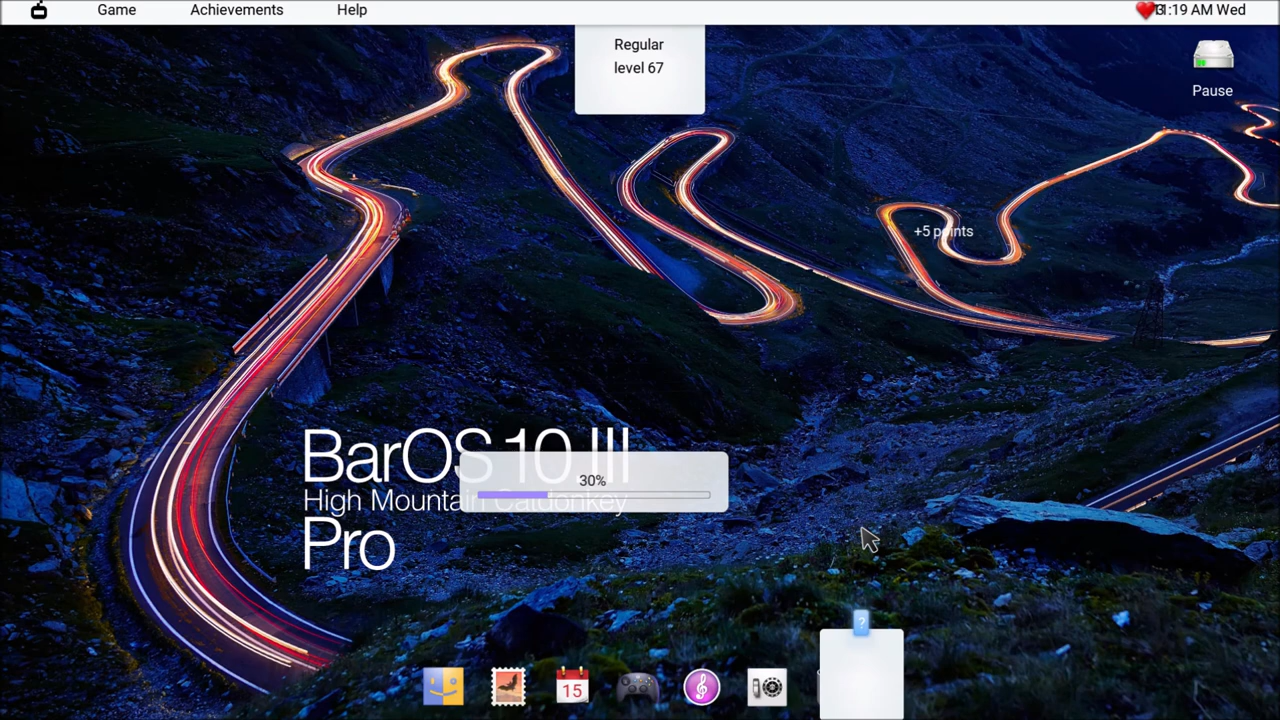 Game Achievements Help
:19 AM Wed
Regular
level 67
Pause
+5 points
BarOS 10.III
30%
High Mountain Catdonkey
Pro
?
15